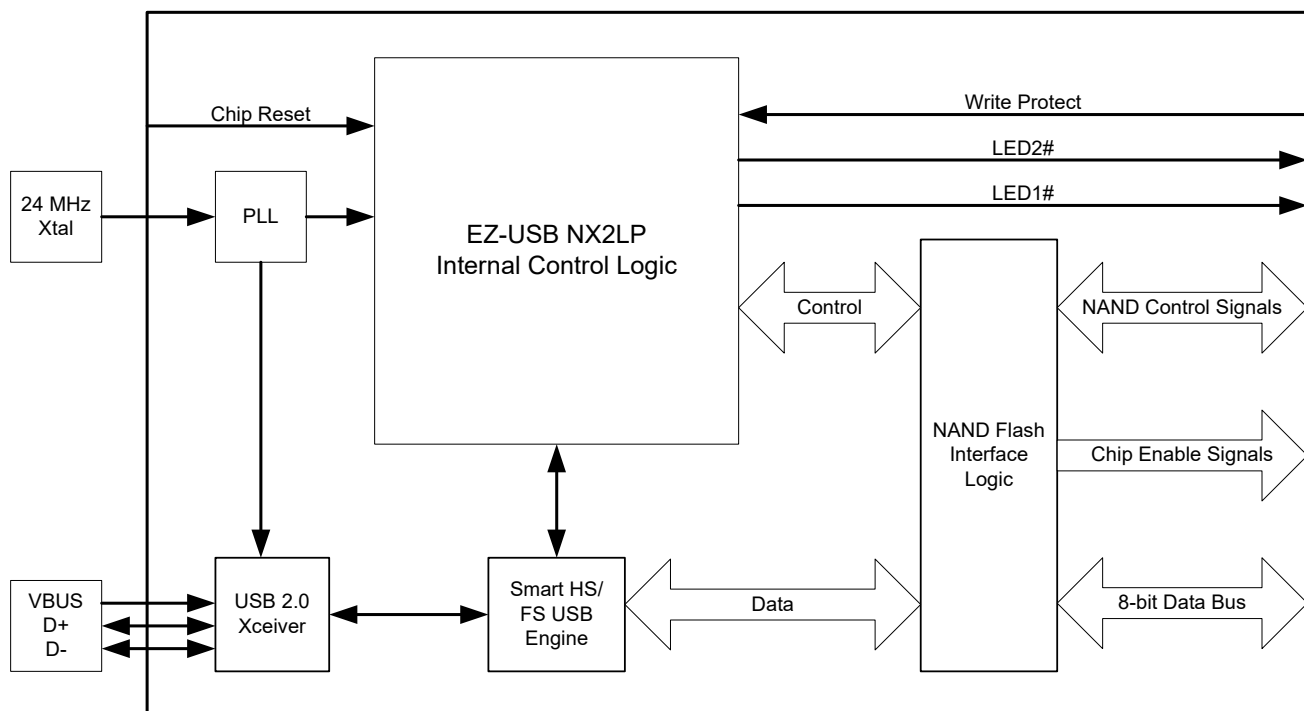 Chip Reset
Write Protect
LED2#
LED1#
24 MHz
Xtal
PLL
EZ-USB NX2LP
Internal Control Logic
Control
NAND Control Signals
NAND Flash
Interface
Logic
Chip Enable Signals
VBUS
D+
D-
USB 2.0
Xceiver
Smart HS/
FS USB
Engine
Data
8-bit Data Bus